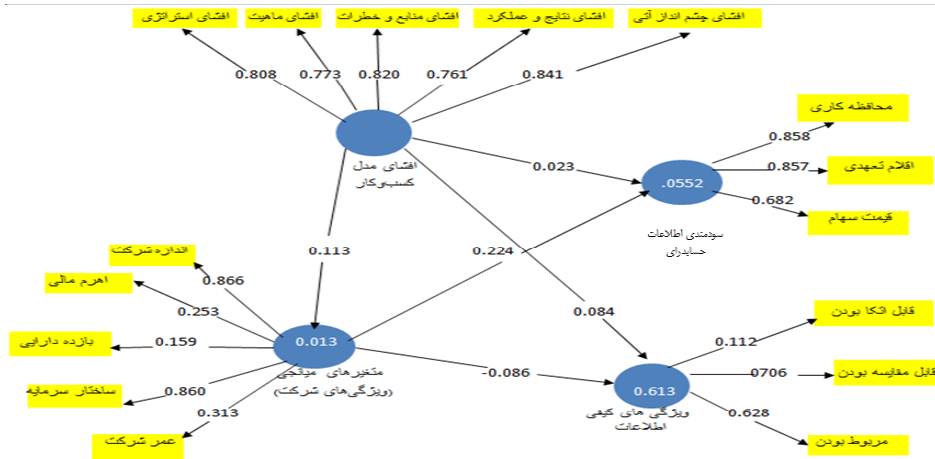 افشای استراتژی
افشای ماهیت
افشای منابع و خطرات
افشای نتایج و عملکرد
افشای چشم انداز آتی
0.808
0.773
0.820
0.761
0.841
افشای مدل
کسب‌وکار
محافظه کاری
اقلام تعهدی
قیمت سهام
0.858
0.857
0.682
0.023
.0552
سودمندی اطلاعات
حسابدرای
0.113
0.224
0.084
اندازه شرکت
اهرم مالی
بازده دارایی
ساختار سرمایه
عمر شرکت
0.866
0.253
0.159
0.860
0.313
0.013
متغیرهای میانجی
(ویژگی‌های شرکت)
-0.086
قابل اتکا بودن
قابل مقایسه بودن
مربوط بودن
0.112
0706
0.628
0.613
ویژگی های کیفی
اطلاعات